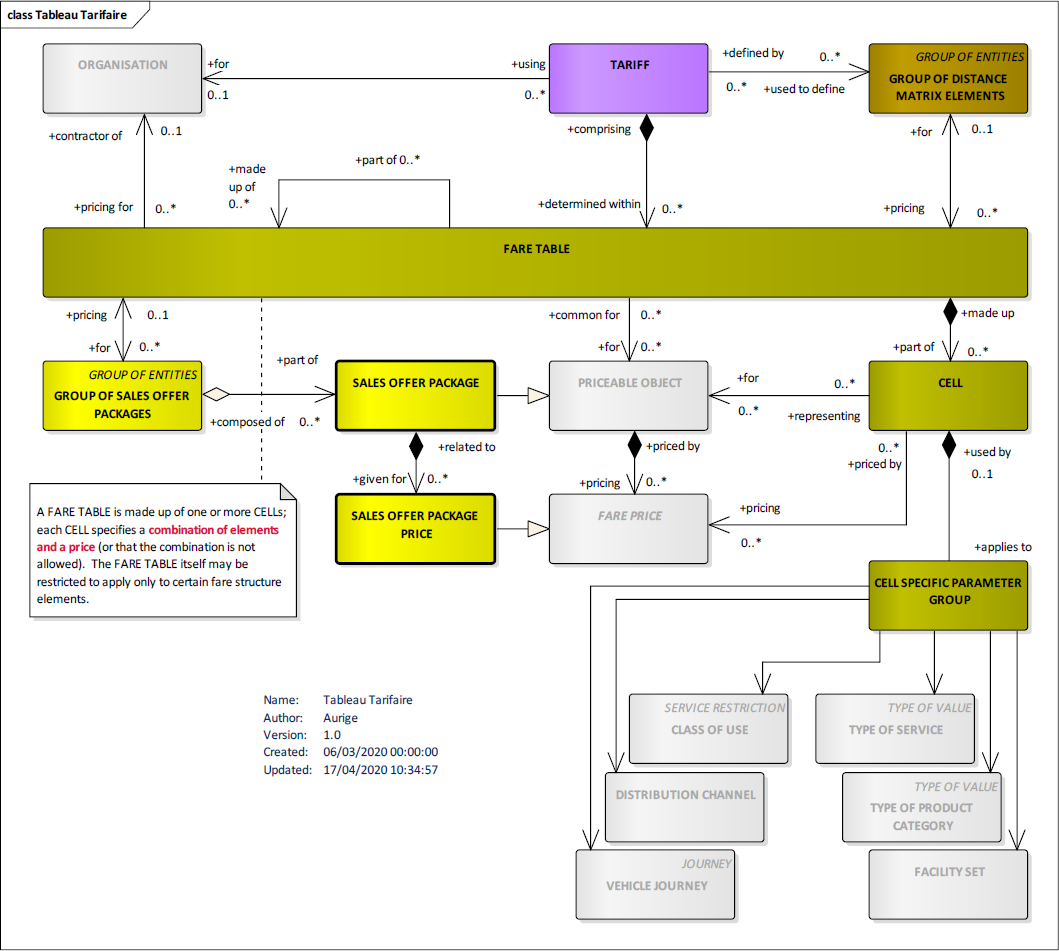 class Tableau Tarifaire
ORGANISATION
+for
0..1
+using
0..*
TARIFF
+defined by
0..*
0..*
+used to define
GROUP OF ENTITIES
GROUP OF DISTANCE
MATRIX ELEMENTS
+contractor of
0..1
+pricing for
0..*
+made
up of
0..*
+part of 0..*
+comprising
+determined within
0..*
+for
0..1
+pricing
0..*
FARE TABLE
+pricing
0..1
+for
0..*
+common for
0..*
+for
0..*
+made up
+part of
0..*
GROUP OF ENTITIES
GROUP OF SALES OFFER
PACKAGES
+part of
+composed of
0..*
SALES OFFER PACKAGE
PRICEABLE OBJECT
+for
0..*
0..*
+representing
CELL
+related to
+given for
0..*
+priced by
+pricing
0..*
0..*
+priced by
+used by
0..1
SALES OFFER PACKAGE
PRICE
FARE PRICE
+pricing
0..*
+applies to
A FARE TABLE is made up of one or more CELLs;
each CELL specifies a combination of elements
and a price (or that the combination is not
allowed). The FARE TABLE itself may be
restricted to apply only to certain fare structure
elements.
CELL SPECIFIC PARAMETER
GROUP
Name: Tableau Tarifaire
Author: Aurige
Version: 1.0
Created: 06/03/2020 00:00:00
Updated: 17/04/2020 10:34:57
SERVICE RESTRICTION
CLASS OF USE
TYPE OF VALUE
TYPE OF SERVICE
DISTRIBUTION CHANNEL
TYPE OF VALUE
TYPE OF PRODUCT
CATEGORY
JOURNEY
VEHICLE JOURNEY
FACILITY SET